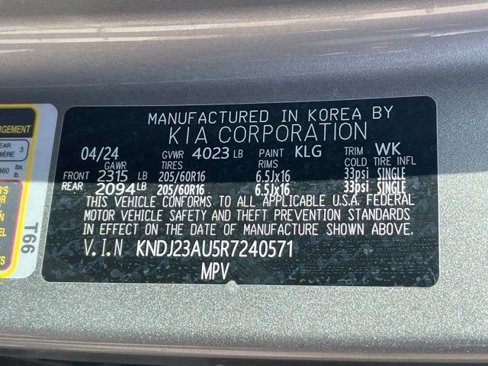 MANUFACTURED IN KOREA BY
KIA CORPORATION
04/24 GVWR 4023 LB PAINT KLG TRIM WK
GAWR TIRES RIMS COLD TIRE INFL
FRONT 2315 LB 205/60R16 6.5Jx16 33psi SINGLE
REAR 2094 LB 205/60R16 6.5Jx16 33psi SINGLE
THIS VEHICLE CONFORMS TO ALL APPLICABLE U.S.A. FEDERAL
MOTOR VEHICLE SAFETY AND THEFT PREVENTION STANDARDS
IN EFFECT ON THE DATE OF MANUFACTURE SHOWN ABOVE.
V.I.N KNDJ23AU5R7240571
MPV
T66